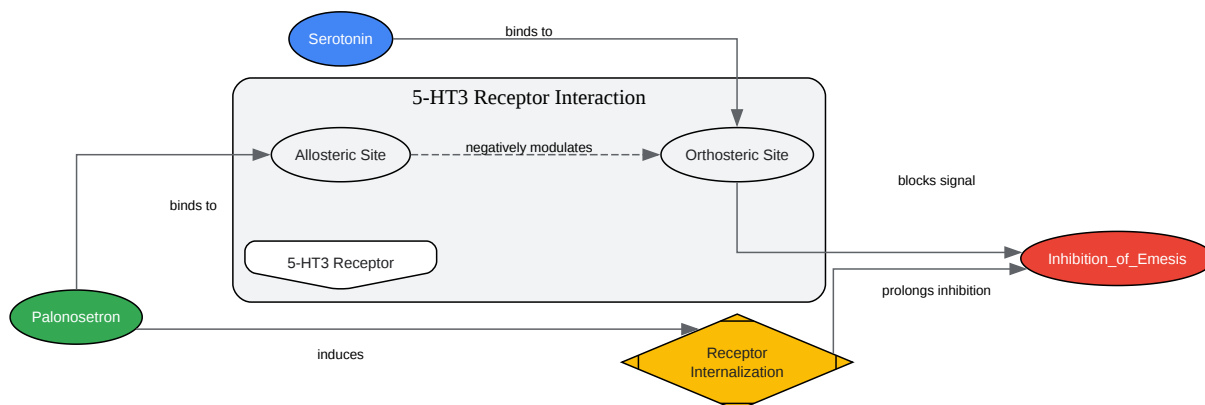 Serotonin
binds to
5-HT3 Receptor Interaction
Allosteric Site
negatively modulates
Orthosteric Site
blocks signal
binds to
5-HT3 Receptor
Inhibition_of_Emesis
prolongs inhibition
Palonosetron
induces
Receptor
Internalization